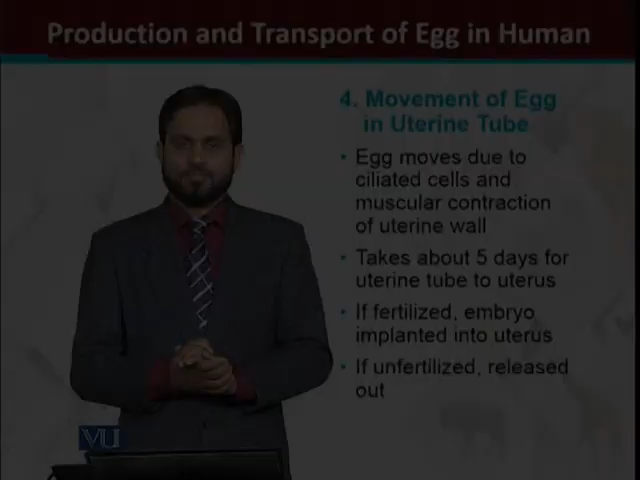 Production and Transport of Egg in Human
4. Movement of Egg
in Uterine Tube
• Egg moves due to
ciliated cells and
muscular contraction
of uterine wall
• Takes about 5 days for
uterine tube to uterus
• If fertilized, embryo
implanted into uterus
• If unfertilized, released
out
VU